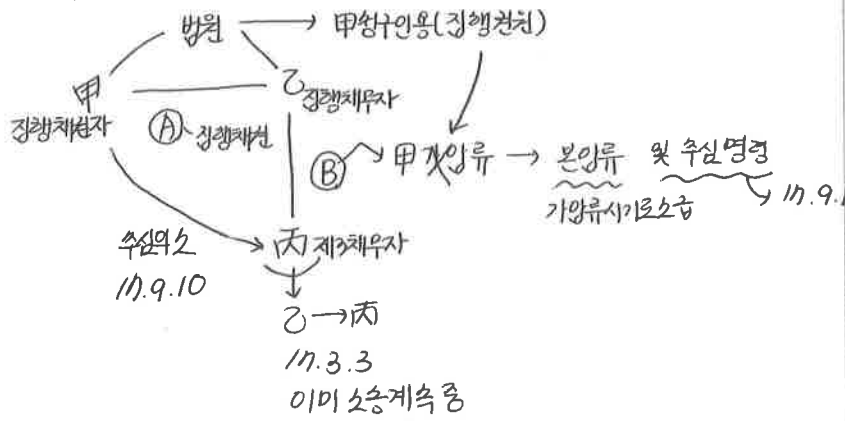 법원 → 甲청구인용(집행권원)
甲
집행채권자
乙
집행채무자
Ⓐ 집행채권
Ⓑ 甲 가압류 → 본압류 및 추심명령
가압류시기로소급
17.9.
추심의소
17.9.10
丙 제3채무자
乙→丙
17.3.3
이미 소송계속 중